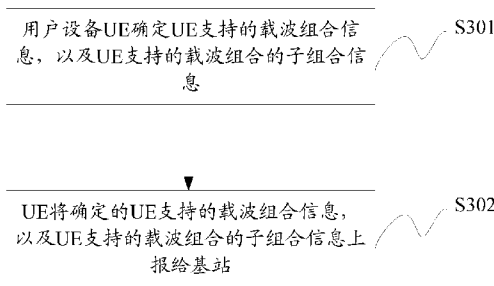 用户设备UE确定UE支持的载波组合信
息，以及UE支持的载波组合的子组合信
息
S301
UE将确定的UE支持的载波组合信息，
以及UE支持的载波组合的子组合信息上
报给基站
S302